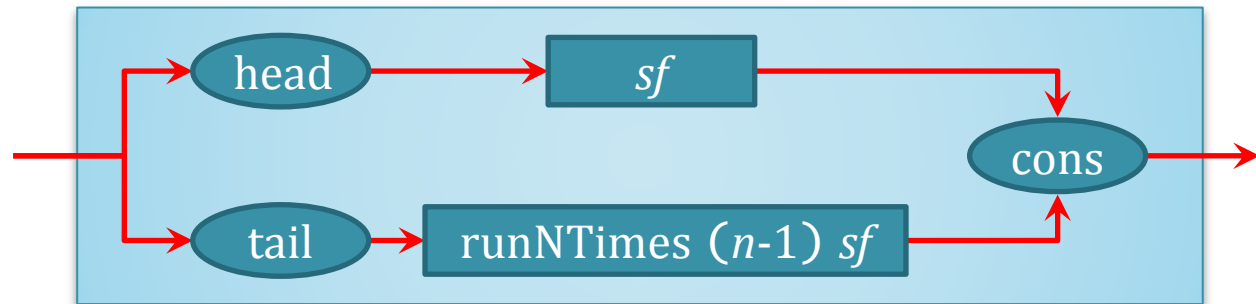 head
sf
cons
tail
runNTimes (n-1) sf